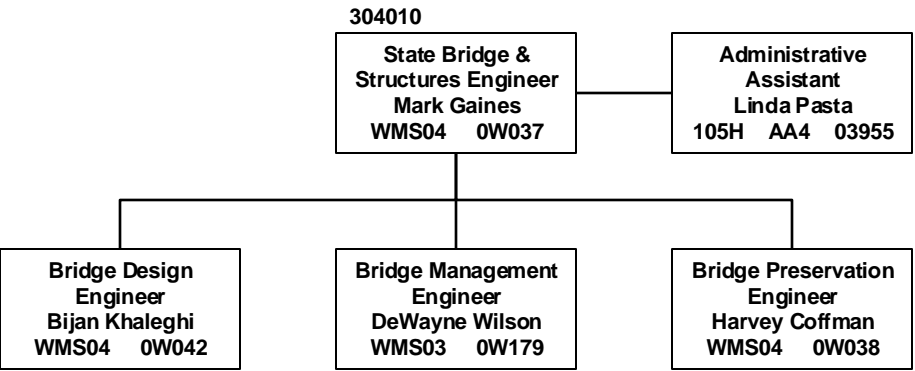 304010
State Bridge &
Structures Engineer
Mark Gaines
WMS04 0W037
Administrative
Assistant
Linda Pasta
105H AA4 03955
Bridge Design
Engineer
Bijan Khaleghi
WMS04 0W042
Bridge Management
Engineer
DeWayne Wilson
WMS03 0W179
Bridge Preservation
Engineer
Harvey Coffman
WMS04 0W038